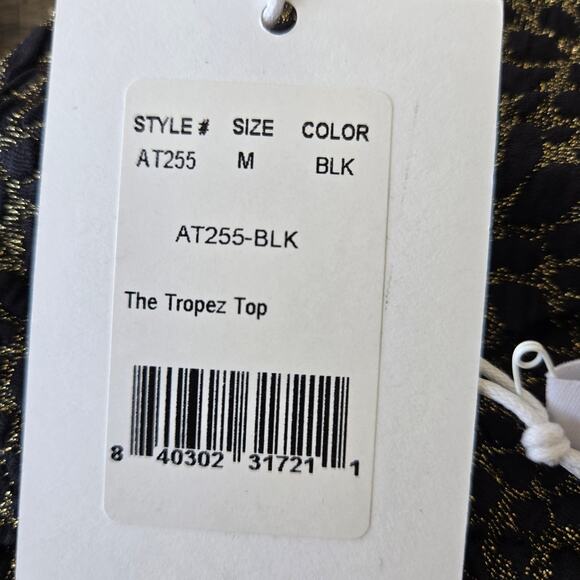 STYLE # SIZE COLOR
AT255 M BLK
AT255-BLK
The Tropez Top
8 40302 31721 1